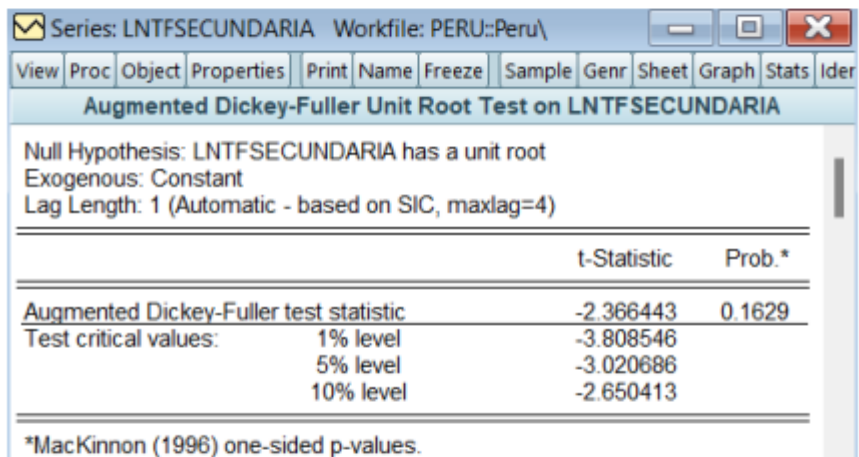 Series: LNTFSECUNDARIA Workfile: PERU::Peru\
View Proc Object Properties Print Name Freeze Sample Genr Sheet Graph Stats Iden
Augmented Dickey-Fuller Unit Root Test on LNTFSECUNDARIA
Null Hypothesis: LNTFSECUNDARIA has a unit root
Exogenous: Constant
Lag Length: 1 (Automatic - based on SIC, maxlag=4)
t-Statistic Prob.*
Augmented Dickey-Fuller test statistic -2.366443 0.1629
Test critical values: 1% level -3.808546
5% level -3.020686
10% level -2.650413
*MacKinnon (1996) one-sided p-values.